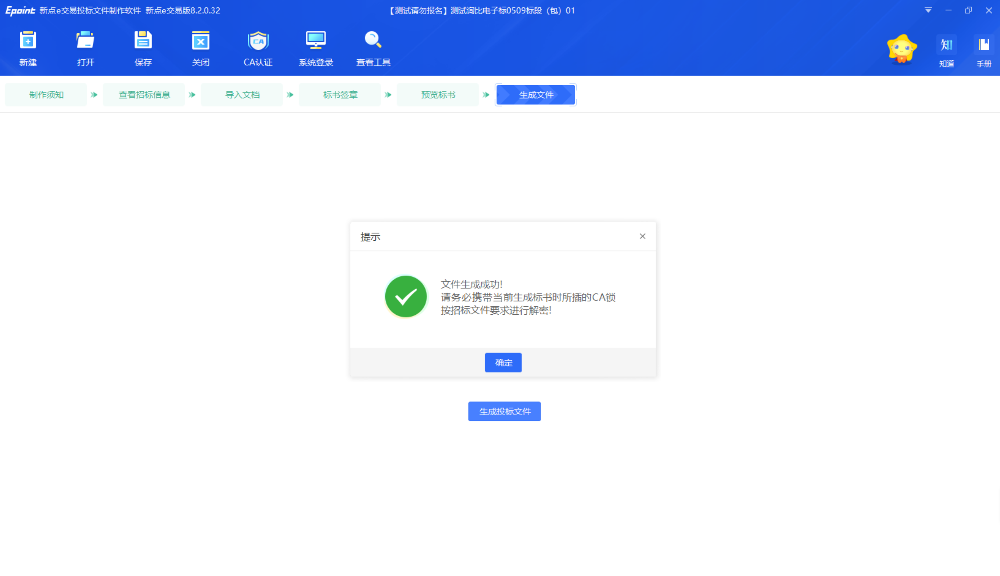 Epoint 新点e交易投标文件制作软件 新点e交易版8.2.0.32
【测试请勿报名】测试询比电子标0509标段（包）01
新建
打开
保存
关闭
CA认证
系统登录
查看工具
知道
手册
制作须知
查看招标信息
导入文档
标书签章
预览标书
生成文件
提示
文件生成成功!
请务必携带当前生成标书时所插的CA锁
按招标文件要求进行解密!
确定
生成投标文件